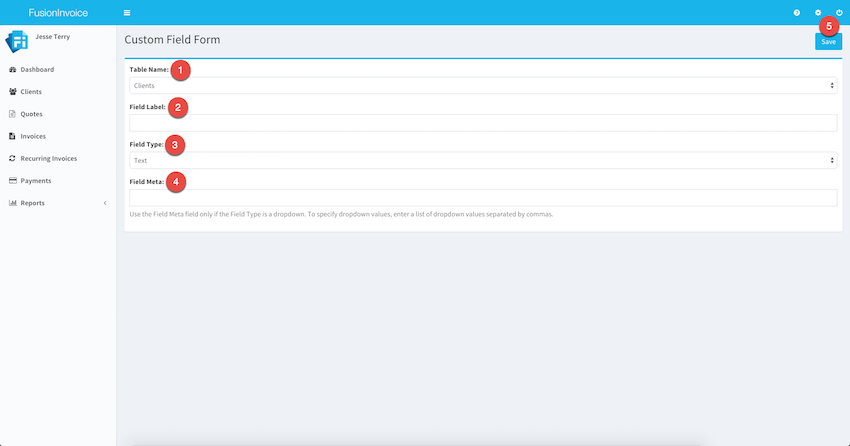 FusionInvoice
5
Jesse Terry
Custom Field Form
Save
Dashboard
Clients
Quotes
Invoices
Recurring Invoices
Payments
Reports
Table Name: 1
Clients
Field Label: 2
Field Type: 3
Text
Field Meta: 4
Use the Field Meta field only if the Field Type is a dropdown. To specify dropdown values, enter a list of dropdown values separated by commas.